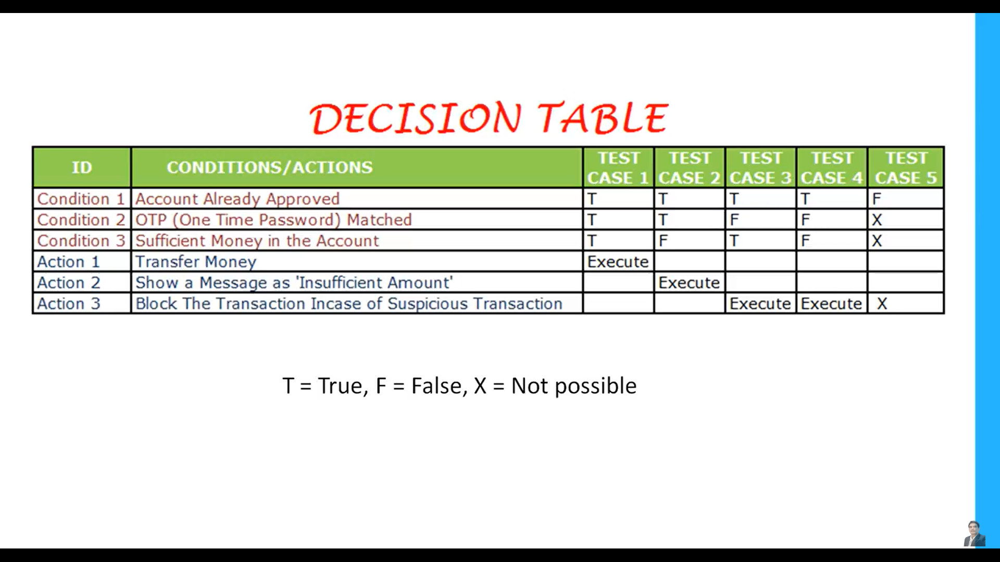 DECISION TABLE
ID CONDITIONS/ACTIONS TEST CASE 1 TEST CASE 2 TEST CASE 3 TEST CASE 4 TEST CASE 5
Condition 1 Account Already Approved T T T T F
Condition 2 OTP (One Time Password) Matched T T F F X
Condition 3 Sufficient Money in the Account T F T F X
Action 1 Transfer Money Execute
Action 2 Show a Message as 'Insufficient Amount' Execute
Action 3 Block The Transaction Incase of Suspicious Transaction Execute Execute X
T = True, F = False, X = Not possible